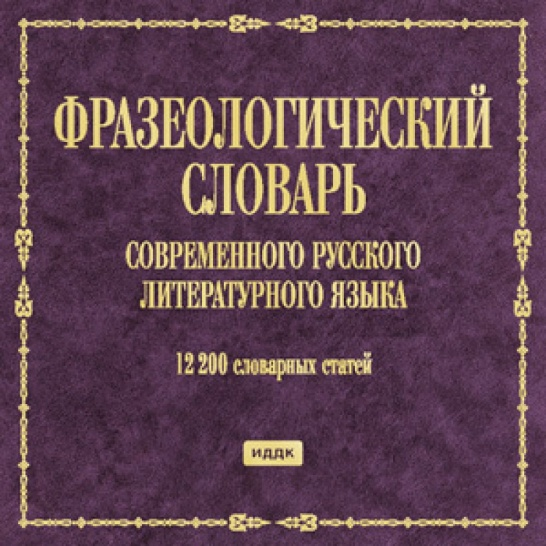 ФРАЗЕОЛОГИЧЕСКИЙ
СЛОВАРЬ
СОВРЕМЕННОГО РУССКОГО
ЛИТЕРАТУРНОГО ЯЗЫКА
12 200 словарных статей
ИДДК